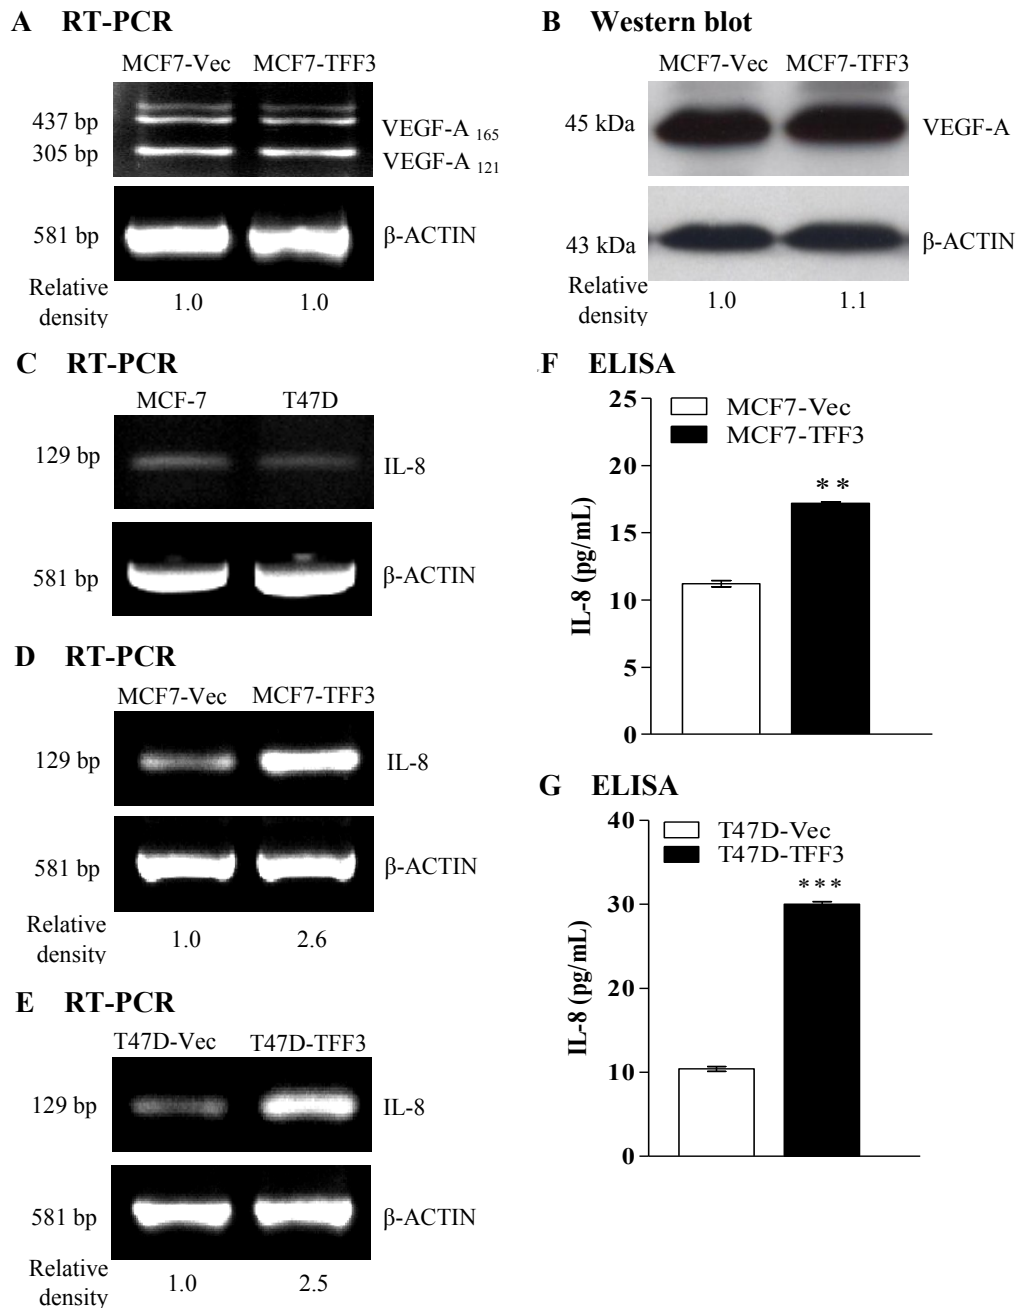 A RT-PCR
MCF7-Vec MCF7-TFF3
437 bp
305 bp
VEGF-A 165
VEGF-A 121
581 bp
β-ACTIN
Relative
density
1.0 1.0
B Western blot
MCF7-Vec MCF7-TFF3
45 kDa
VEGF-A
43 kDa
β-ACTIN
Relative
density
1.0 1.1
C RT-PCR
MCF-7 T47D
129 bp
IL-8
581 bp
β-ACTIN
D RT-PCR
MCF7-Vec MCF7-TFF3
129 bp
IL-8
581 bp
β-ACTIN
Relative
density
1.0 2.6
E RT-PCR
T47D-Vec T47D-TFF3
129 bp
IL-8
581 bp
β-ACTIN
Relative
density
1.0 2.5
F ELISA
25
20
15
10
5
0
IL-8 (pg/mL)
MCF7-Vec
MCF7-TFF3
**
G ELISA
40
30
20
10
0
IL-8 (pg/mL)
T47D-Vec
T47D-TFF3
***